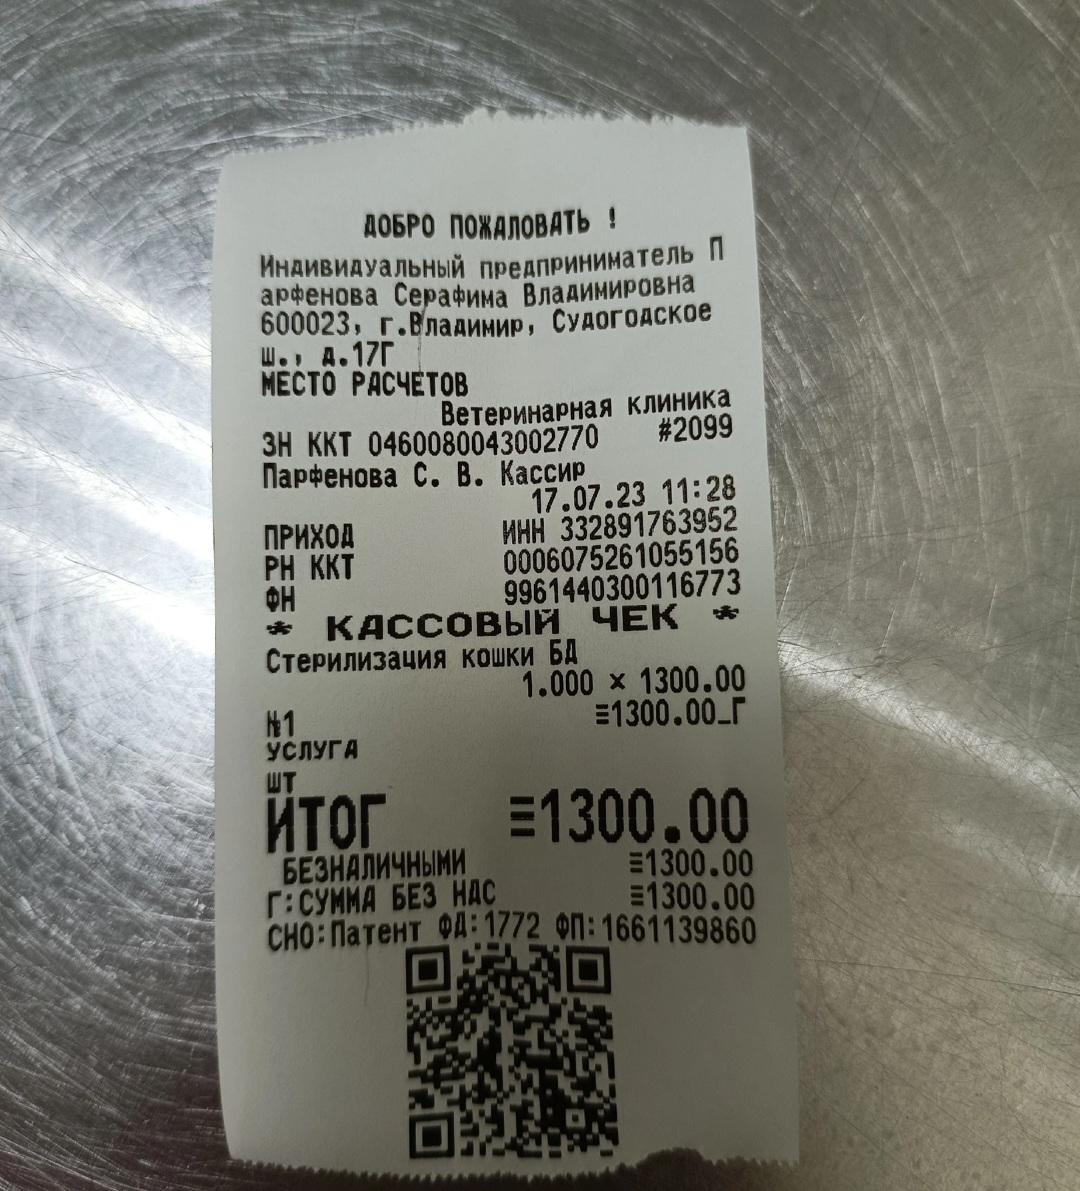 ДОБРО ПОЖАЛОВАТЬ !
Индивидуальный предприниматель П
арфенова Серафима Владимировна
600023, г.Владимир, Судогодское
ш., д.17Г
МЕСТО РАСЧЕТОВ
Ветеринарная клиника
ЗН ККТ 0460080043002770 #2099
Парфенова С. В. Кассир
17.07.23 11:28
ПРИХОД ИНН 332891763952
РН ККТ 0006075261055156
ФН 9961440300116773
* КАССОВЫЙ ЧЕК *
Стерилизация кошки БД
1.000 × 1300.00
№1 ≡1300.00_Г
УСЛУГА
шт
ИТОГ ≡1300.00
БЕЗНАЛИЧНЫМИ ≡1300.00
Г:СУММА БЕЗ НДС ≡1300.00
СНО:Патент ФД:1772 ФП:1661139860